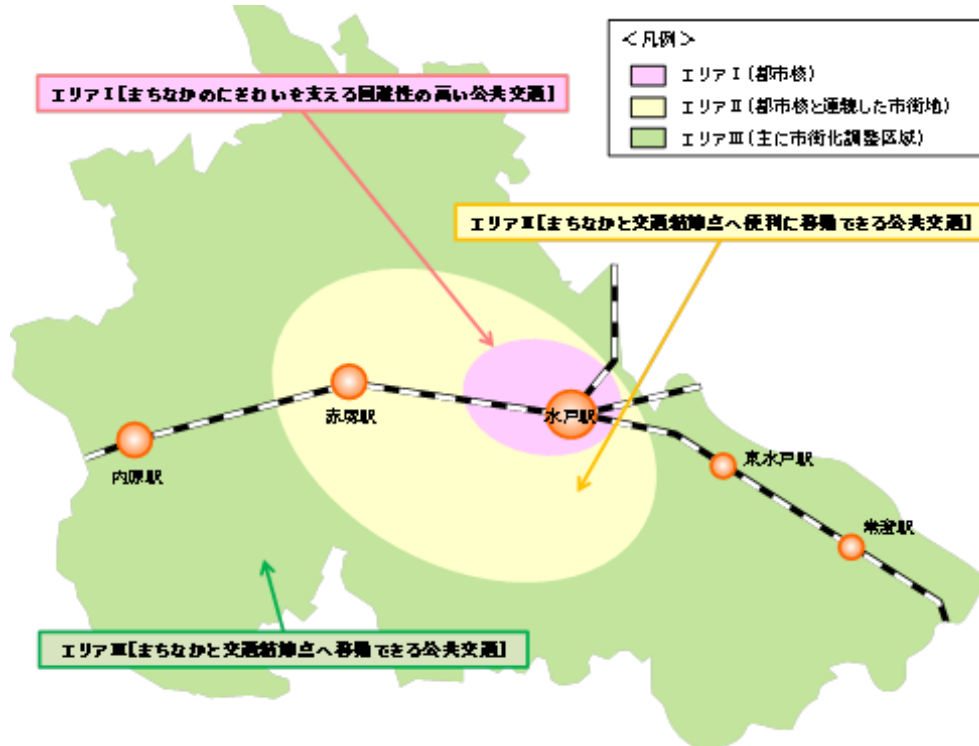 ＜凡例＞
エリアⅠ（都市核）
エリアⅡ（都市核と連続した市街地）
エリアⅢ（主に市街化調整区域）
エリアⅠ[まちなかのにぎわいを支える回遊性の高い公共交通]
エリアⅡ[まちなかと交通結節点へ便利に移動できる公共交通]
赤塚駅
水戸駅
内原駅
東水戸駅
常澄駅
エリアⅢ[まちなかと交通結節点へ移動できる公共交通]